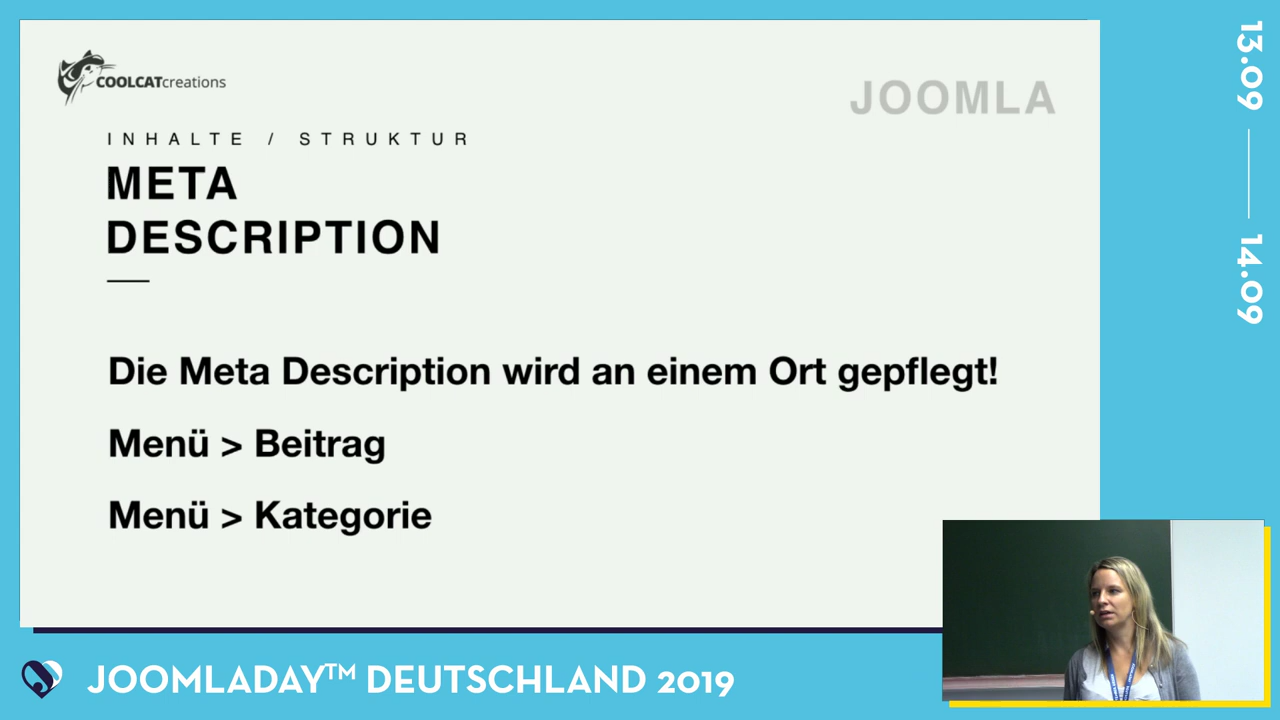 COOLCATcreations
JOOMLA
INHALTE / STRUKTUR
META
DESCRIPTION
Die Meta Description wird an einem Ort gepflegt!
Menü > Beitrag
Menü > Kategorie
13.09
14.09
JOOMLADAY™ DEUTSCHLAND 2019